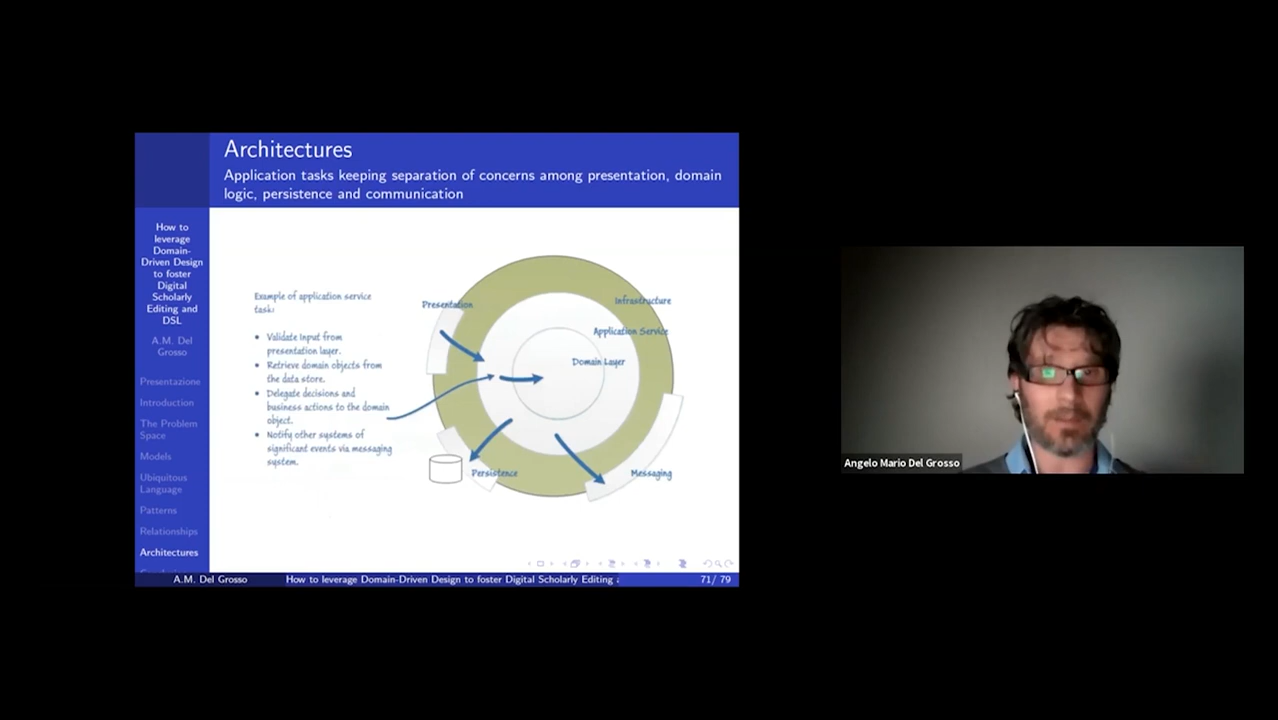 Architectures
Application tasks keeping separation of concerns among presentation, domain
logic, persistence and communication
How to
leverage
Domain-
Driven Design
to foster
Digital
Scholarly
Editing and
DSL
A.M. Del
Grosso
Presentazione
Introduction
The Problem
Space
Models
Ubiquitous
Language
Patterns
Relationships
Architectures
Example of application service
task:
• Validate Input from
presentation layer.
• Retrieve domain objects from
the data store.
• Delegate decisions and
business actions to the domain
object.
• Notify other systems of
significant events via messaging
system.
Presentation
Infrastructure
Application Service
Domain Layer
Persistence
Messaging
A.M. Del Grosso
How to leverage Domain-Driven Design to foster Digital Scholarly Editing
71/ 79
Angelo Mario Del Grosso